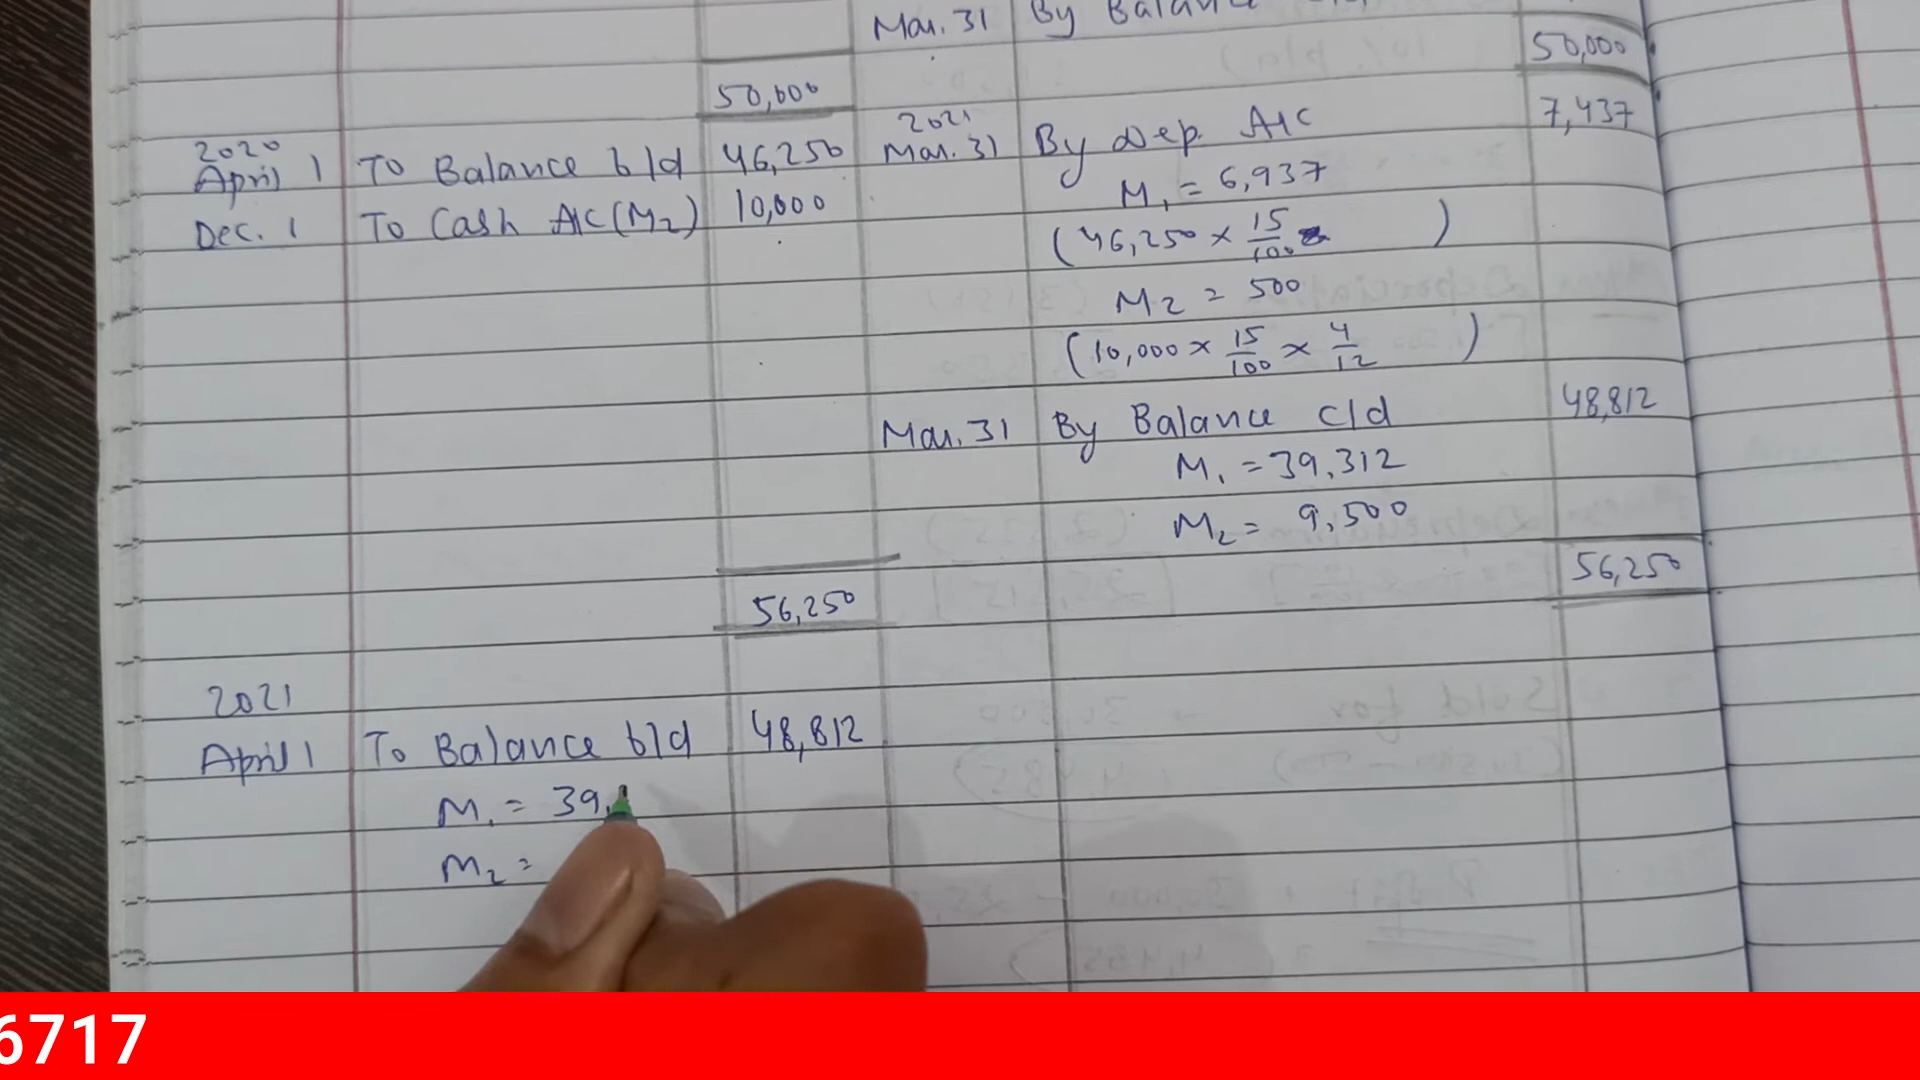 Mar. 31 By Balance
50,000
50,000
2020
April 1 To Balance b/d 46,250
Dec. 1 To Cash A/C (M2) 10,000
2021
Mar. 31 By Dep. A/C 7,437
M1 = 6,937
(46,250 × 15/100 )
M2 = 500
(10,000 × 15/100 × 4/12 )
Mar. 31 By Balance c/d 48,812
M1 = 39,312
M2 = 9,500
56,250
56,250
2021
April 1 To Balance b/d 48,812
M1 = 39,
M2 =
6717